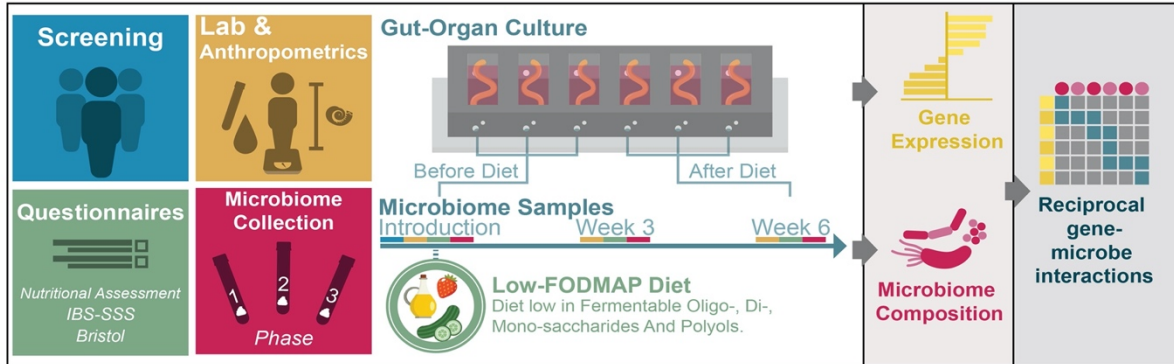 Screening
Lab &
Anthropometrics
Questionnaires
Nutritional Assessment
IBS-SSS
Bristol
Microbiome
Collection
1
2
3
Phase
Gut-Organ Culture
Before Diet
After Diet
Microbiome Samples
Introduction
Week 3
Week 6
Low-FODMAP Diet
Diet low in Fermentable Oligo-, Di-,
Mono-saccharides And Polyols.
Gene
Expression
Microbiome
Composition
Reciprocal
gene-
microbe
interactions